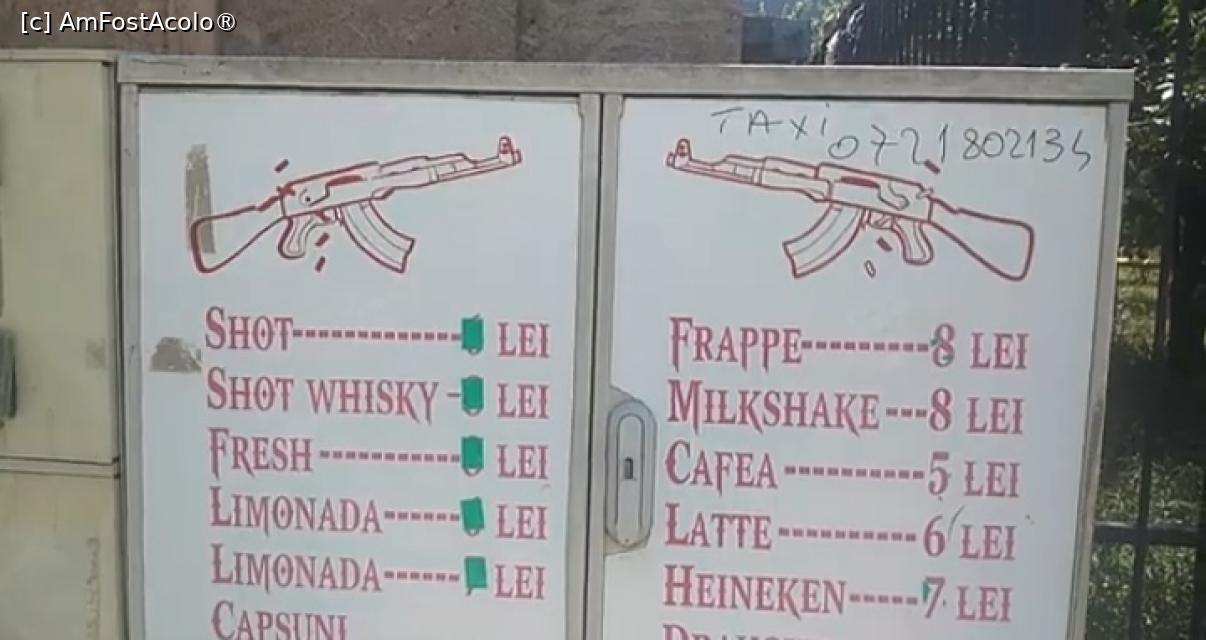 [c] AmFostAcolo®
TAXI
0721802134
SHOT LEI
SHOT WHISKY - LEI
FRESH LEI
LIMONADA LEI
LIMONADA LEI
CAPSUNI
FRAPPE---------8 LEI
MILKSHAKE---8 LEI
CAFEA----------5 LEI
LATTE----------6 LEI
HEINEKEN-----7 LEI